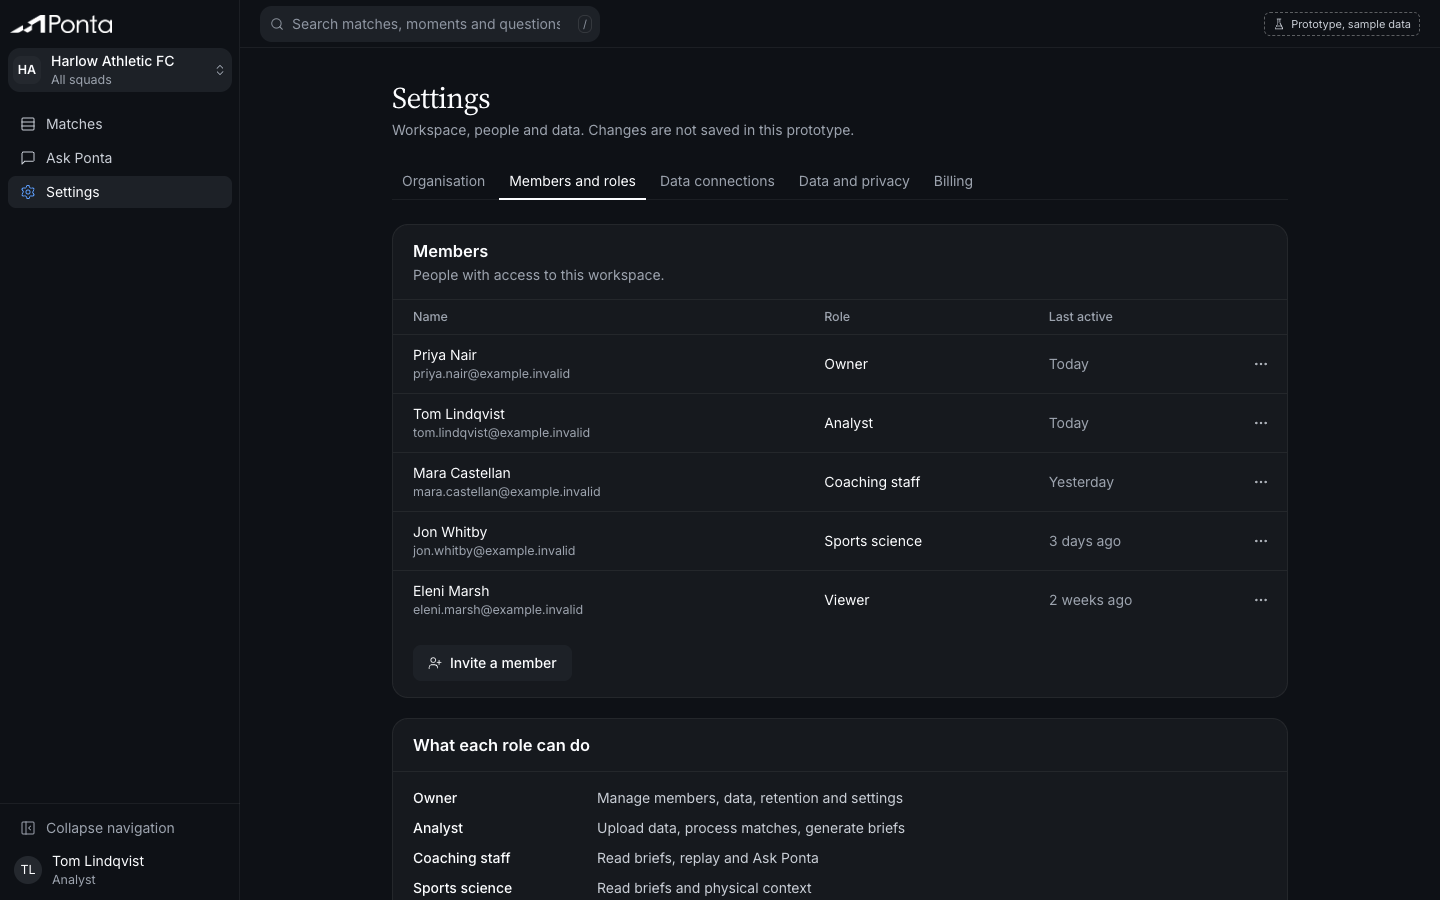 Ponta
Search matches, moments and questions
/
Prototype, sample data
HA
Harlow Athletic FC
All squads
Matches
Ask Ponta
Settings
Settings
Workspace, people and data. Changes are not saved in this prototype.
Organisation
Members and roles
Data connections
Data and privacy
Billing
Members
People with access to this workspace.
Name
Role
Last active
Priya Nair
priya.nair@example.invalid
Owner
Today
Tom Lindqvist
tom.lindqvist@example.invalid
Analyst
Today
Mara Castellan
mara.castellan@example.invalid
Coaching staff
Yesterday
Jon Whitby
jon.whitby@example.invalid
Sports science
3 days ago
Eleni Marsh
eleni.marsh@example.invalid
Viewer
2 weeks ago
Invite a member
What each role can do
Owner
Manage members, data, retention and settings
Analyst
Upload data, process matches, generate briefs
Coaching staff
Read briefs, replay and Ask Ponta
Sports science
Read briefs and physical context
Collapse navigation
TL
Tom Lindqvist
Analyst